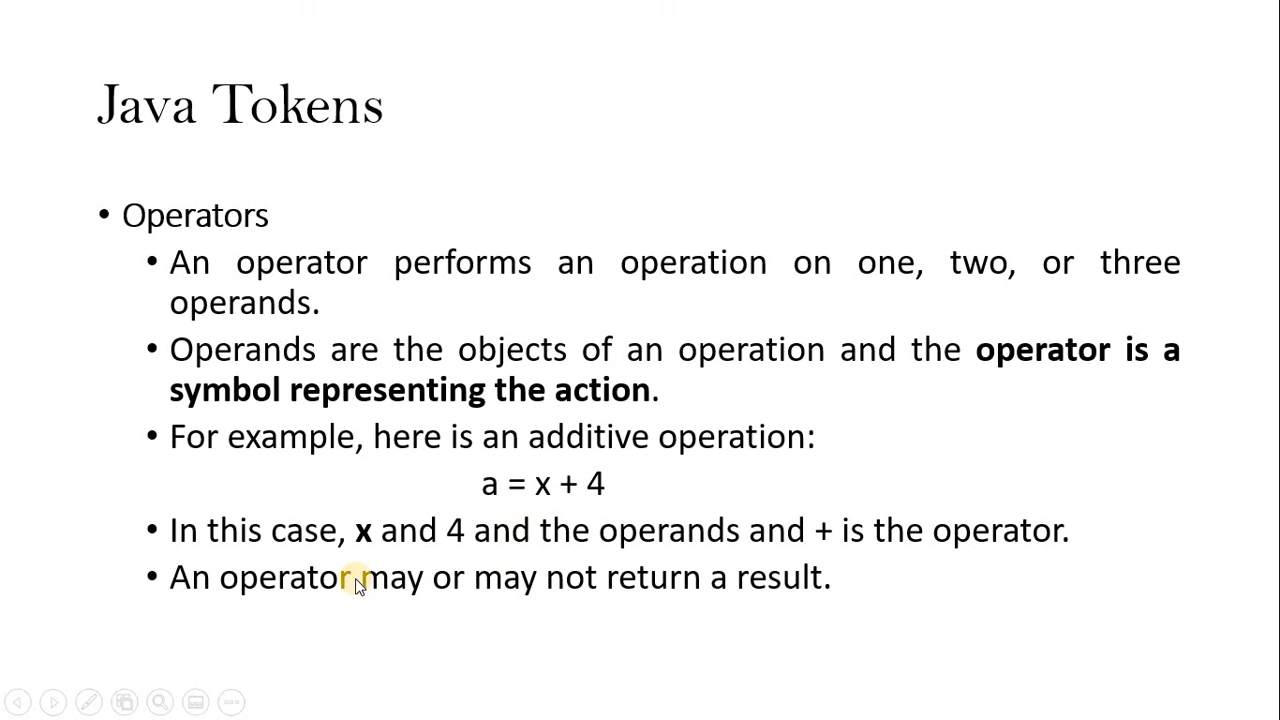 Java Tokens
• Operators
• An operator performs an operation on one, two, or three
operands.
• Operands are the objects of an operation and the operator is a
symbol representing the action.
• For example, here is an additive operation:
a = x + 4
• In this case, x and 4 and the operands and + is the operator.
• An operator may or may not return a result.